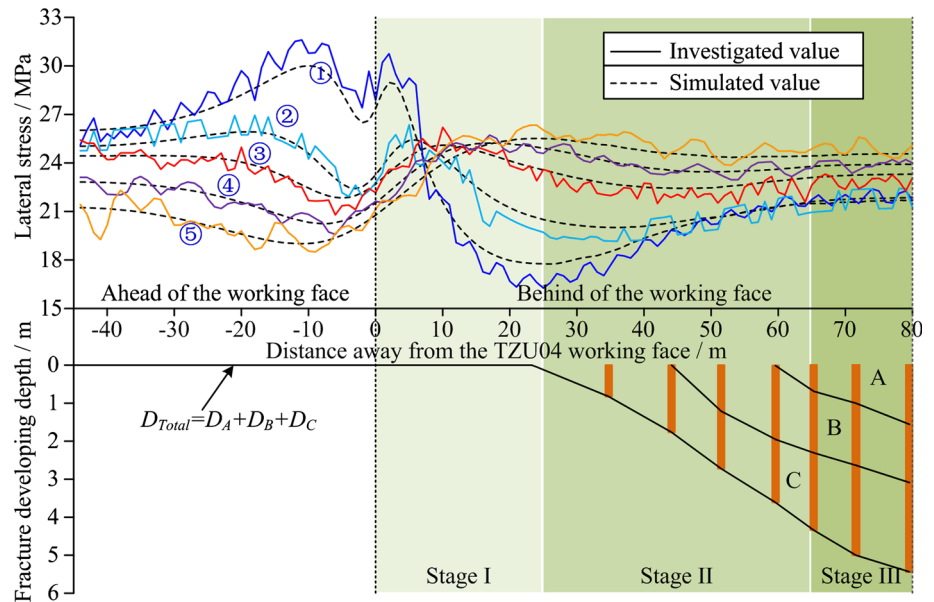 33
30
27
24
21
18
15
Lateral stress / MPa
Investigated value
Simulated value
①
②
③
④
⑤
Ahead of the working face
Behind of the working face
-40 -30 -20 -10 0 10 20 30 40 50 60 70 80
Distance away from the TZU04 working face / m
0
1
2
3
4
5
6
Fracture developing depth / m
D_Total=D_A+D_B+D_C
A
B
C
Stage I
Stage II
Stage III